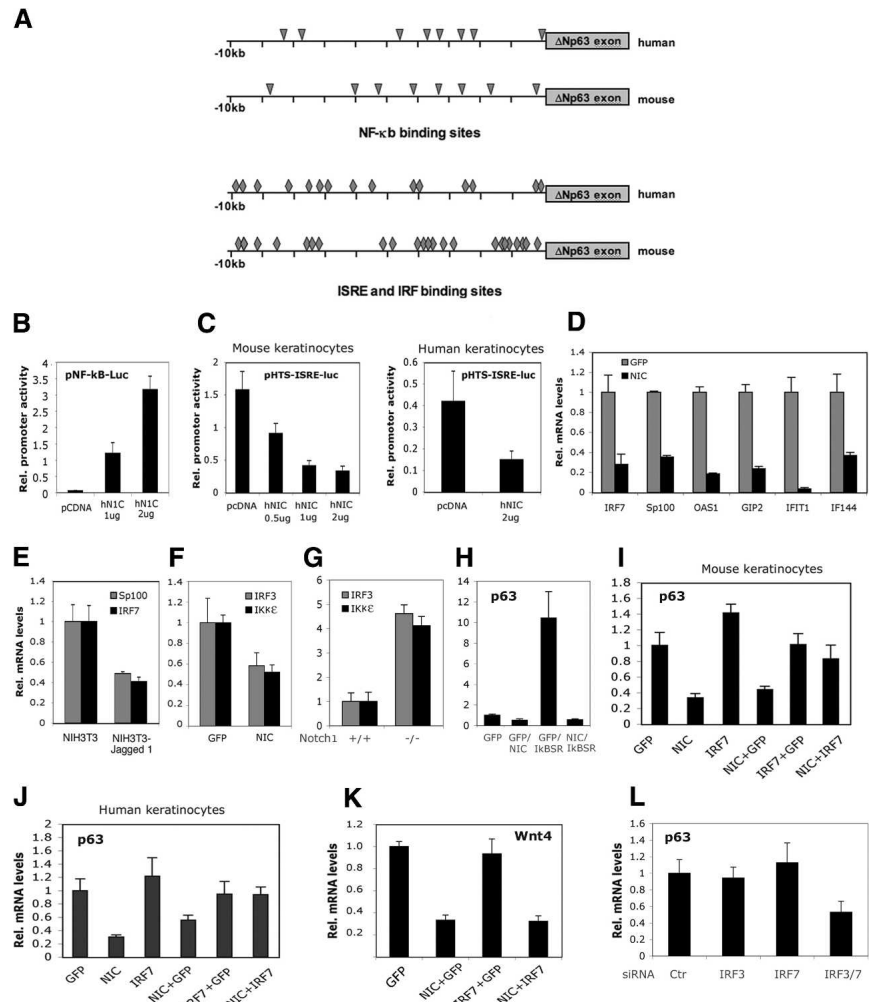 A
-10kb
ΔNp63 exon
human
-10kb
ΔNp63 exon
mouse
NF-κb binding sites
-10kb
ΔNp63 exon
human
-10kb
ΔNp63 exon
mouse
ISRE and IRF binding sites
B
pNF-kB-Luc
Rel. promoter activity
4
3.5
3
2.5
2
1.5
1
0.5
0
pCDNA
hN1C 1ug
hN1C 2ug
C
Mouse keratinocytes
pHTS-ISRE-luc
Rel. promotor activity
2
1.5
1
0.5
0
pcDNA
hNIC 0.5ug
hNIC 1ug
hNIC 2ug
Human keratinocytes
pHTS-ISRE-luc
Rel. promotor activity
0.6
0.5
0.4
0.3
0.2
0.1
0
pcDNA
hNIC 2ug
D
GFP
NIC
Rel. mRNA levels
1.4
1.2
1
0.8
0.6
0.4
0.2
0
IRF7
Sp100
OAS1
GIP2
IFIT1
IF144
E
Sp100
IRF7
Rel. mRNA levels
1.4
1.2
1
0.8
0.6
0.4
0.2
0
NIH3T3
NIH3T3-Jagged 1
F
IRF3
IKKε
1.4
1.2
1
0.8
0.6
0.4
0.2
0
GFP
NIC
G
IRF3
IKKε
6
5
4
3
2
1
0
Notch1
+/+
-/-
H
p63
14
12
10
8
6
4
2
0
GFP
GFP/NIC
GFP/IkBSR
NIC/IkBSR
I
Mouse keratinocytes
p63
Rel. mRNA levels
1.8
1.6
1.4
1.2
1
0.8
0.6
0.4
0.2
0
GFP
NIC
IRF7
NIC+GFP
IRF7+GFP
NIC+IRF7
J
Human keratinocytes
p63
Rel. mRNA levels
2
1.8
1.6
1.4
1.2
1
0.8
0.6
0.4
0.2
0
GFP
NIC
IRF7
NIC+GFP
IRF7+GFP
NIC+IRF7
K
Wnt4
Rel. mRNA levels
1.2
1.0
0.8
0.6
0.4
0.2
GFP
NIC+GFP
IRF7+GFP
NIC+IRF7
L
p63
Rel. mRNA levels
1.6
1.4
1.2
1
0.8
0.6
0.4
0.2
0
siRNA
Ctr
IRF3
IRF7
IRF3/7